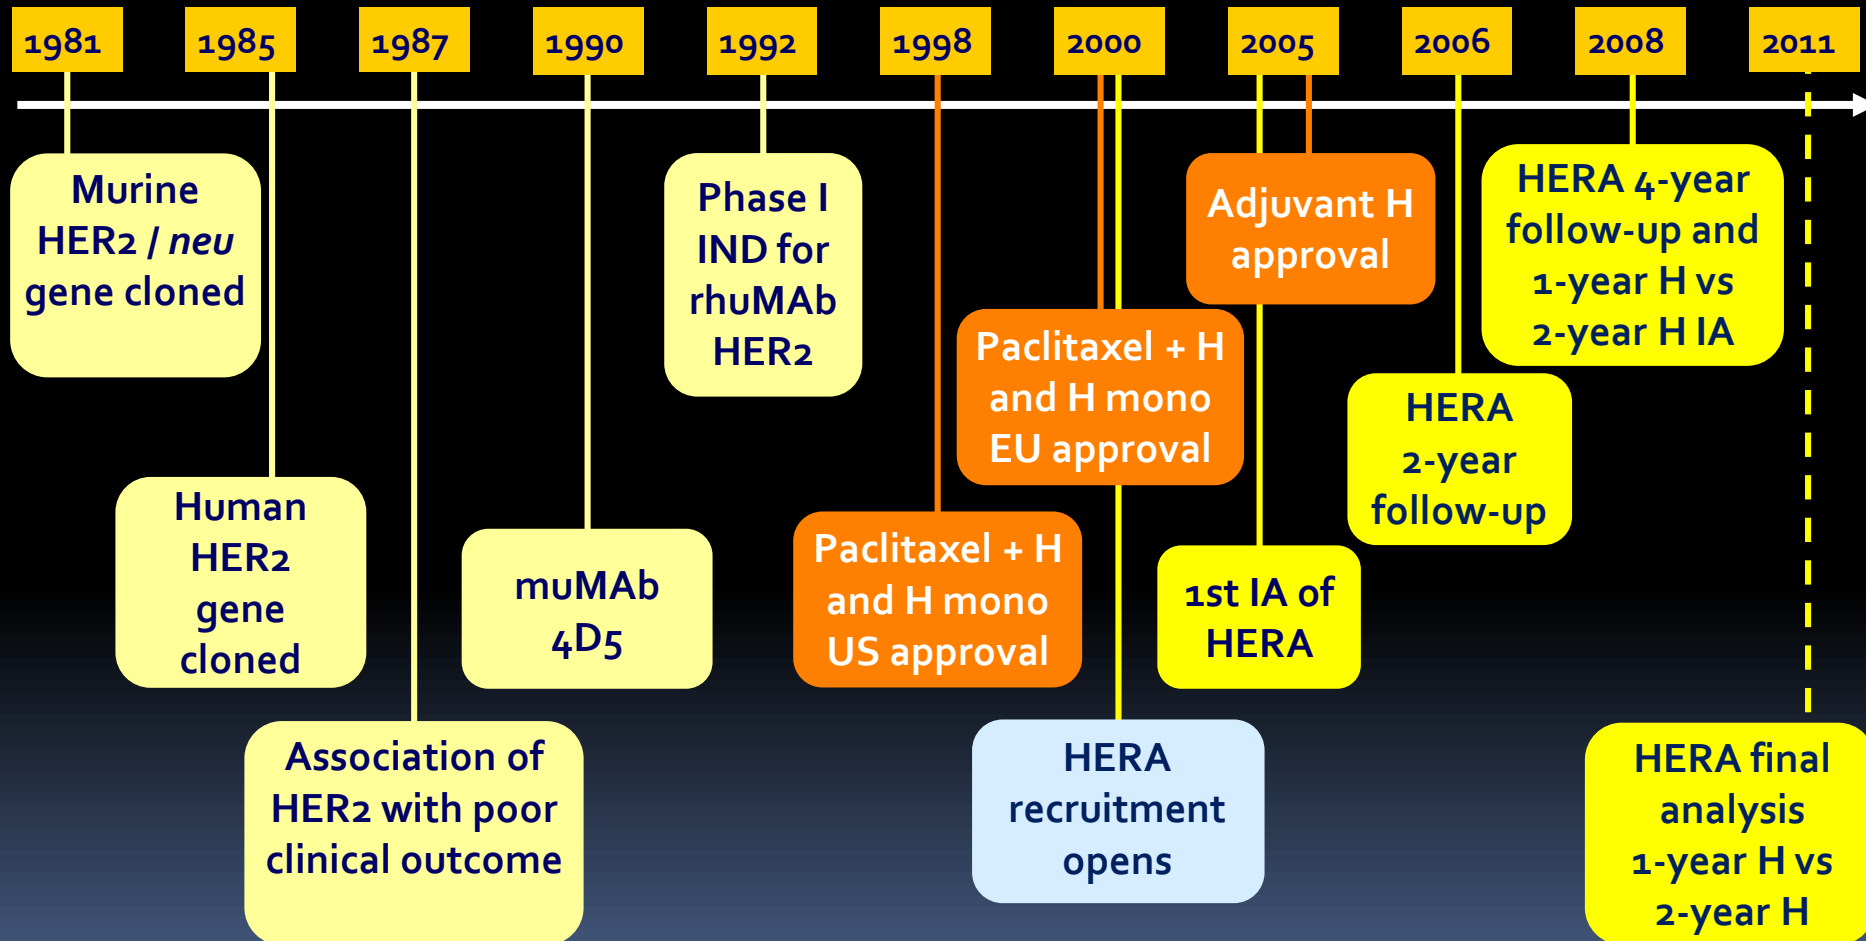 1981
1985
1987
1990
1992
1998
2000
2005
2006
2008
2011
Murine
HER2 / neu
gene cloned
Human
HER2
gene
cloned
Association of
HER2 with poor
clinical outcome
muMAb
4D5
Phase I
IND for
rhuMAb
HER2
Paclitaxel + H
and H mono
US approval
Paclitaxel + H
and H mono
EU approval
HERA
recruitment
opens
Adjuvant H
approval
1st IA of
HERA
HERA
2-year
follow-up
HERA 4-year
follow-up and
1-year H vs
2-year H IA
HERA final
analysis
1-year H vs
2-year H